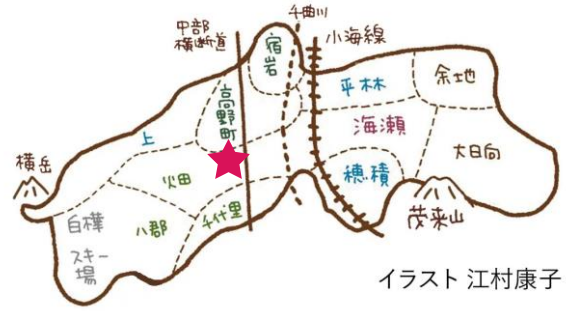 千曲川
中部
横断道
小海線
宿岩
平林
余地
高野町
海瀬
上
大日向
横岳
畑
穂積
茂来山
千代里
八郡
白樺
スキー
場
イラスト 江村康子